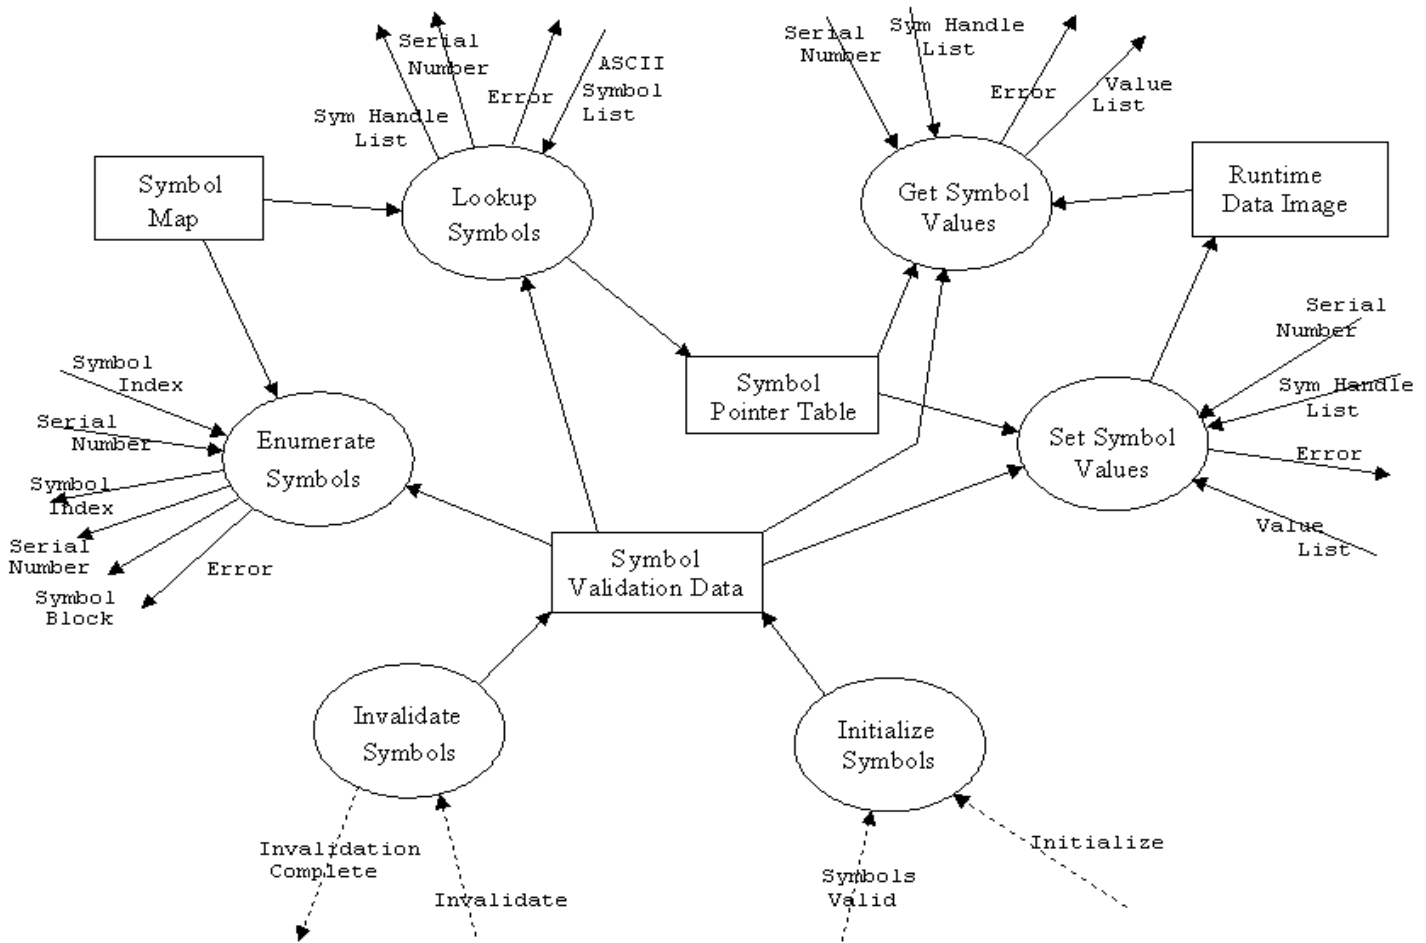 Serial
Number
Sym Handle
List
Error
ASCII
Symbol
List
Serial
Number
Sym Handle
List
Error
Value
List
Symbol
Map
Lookup
Symbols
Get Symbol
Values
Runtime
Data Image
Serial
Number
Sym Handle
List
Error
Value
List
Symbol
Index
Serial
Number
Symbol
Index
Serial
Number
Symbol
Block
Error
Enumerate
Symbols
Symbol
Pointer Table
Set Symbol
Values
Symbol
Validation Data
Invalidate
Symbols
Initialize
Symbols
Invalidation
Complete
Invalidate
Symbols
Valid
Initialize